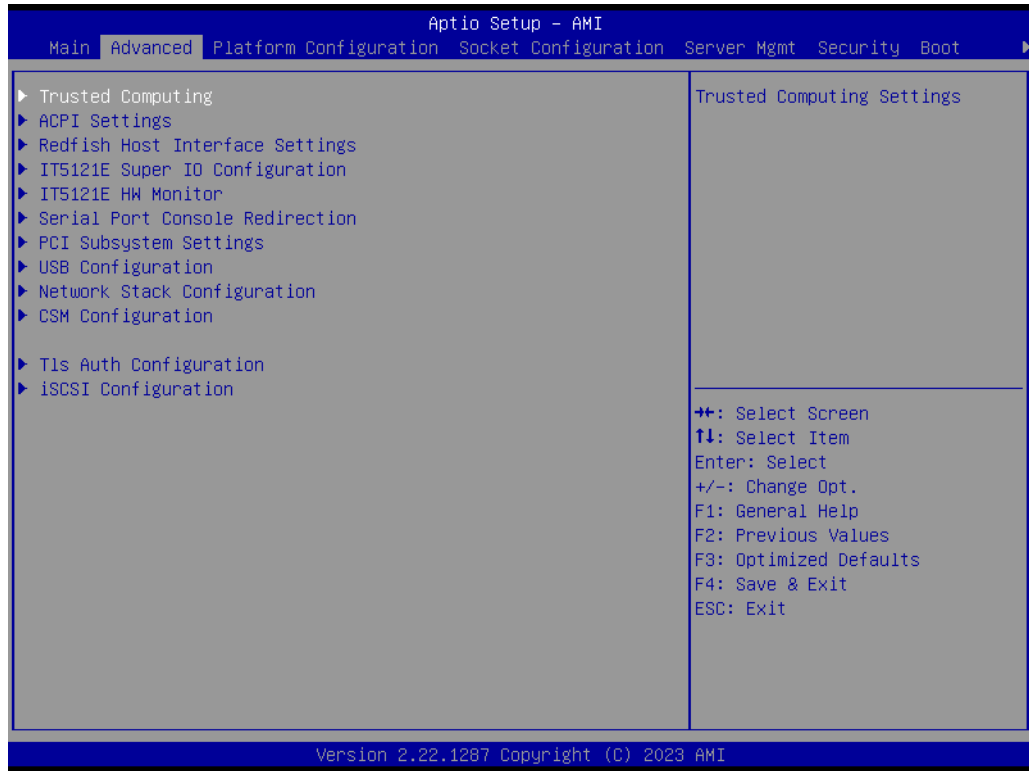 Aptio Setup – AMI
Main Advanced Platform Configuration Socket Configuration Server Mgmt Security Boot
Trusted Computing
ACPI Settings
Redfish Host Interface Settings
IT5121E Super IO Configuration
IT5121E HW Monitor
Serial Port Console Redirection
PCI Subsystem Settings
USB Configuration
Network Stack Configuration
CSM Configuration
Tls Auth Configuration
iSCSI Configuration
Trusted Computing Settings
→←: Select Screen
↑↓: Select Item
Enter: Select
+/-: Change Opt.
F1: General Help
F2: Previous Values
F3: Optimized Defaults
F4: Save & Exit
ESC: Exit
Version 2.22.1287 Copyright (C) 2023 AMI